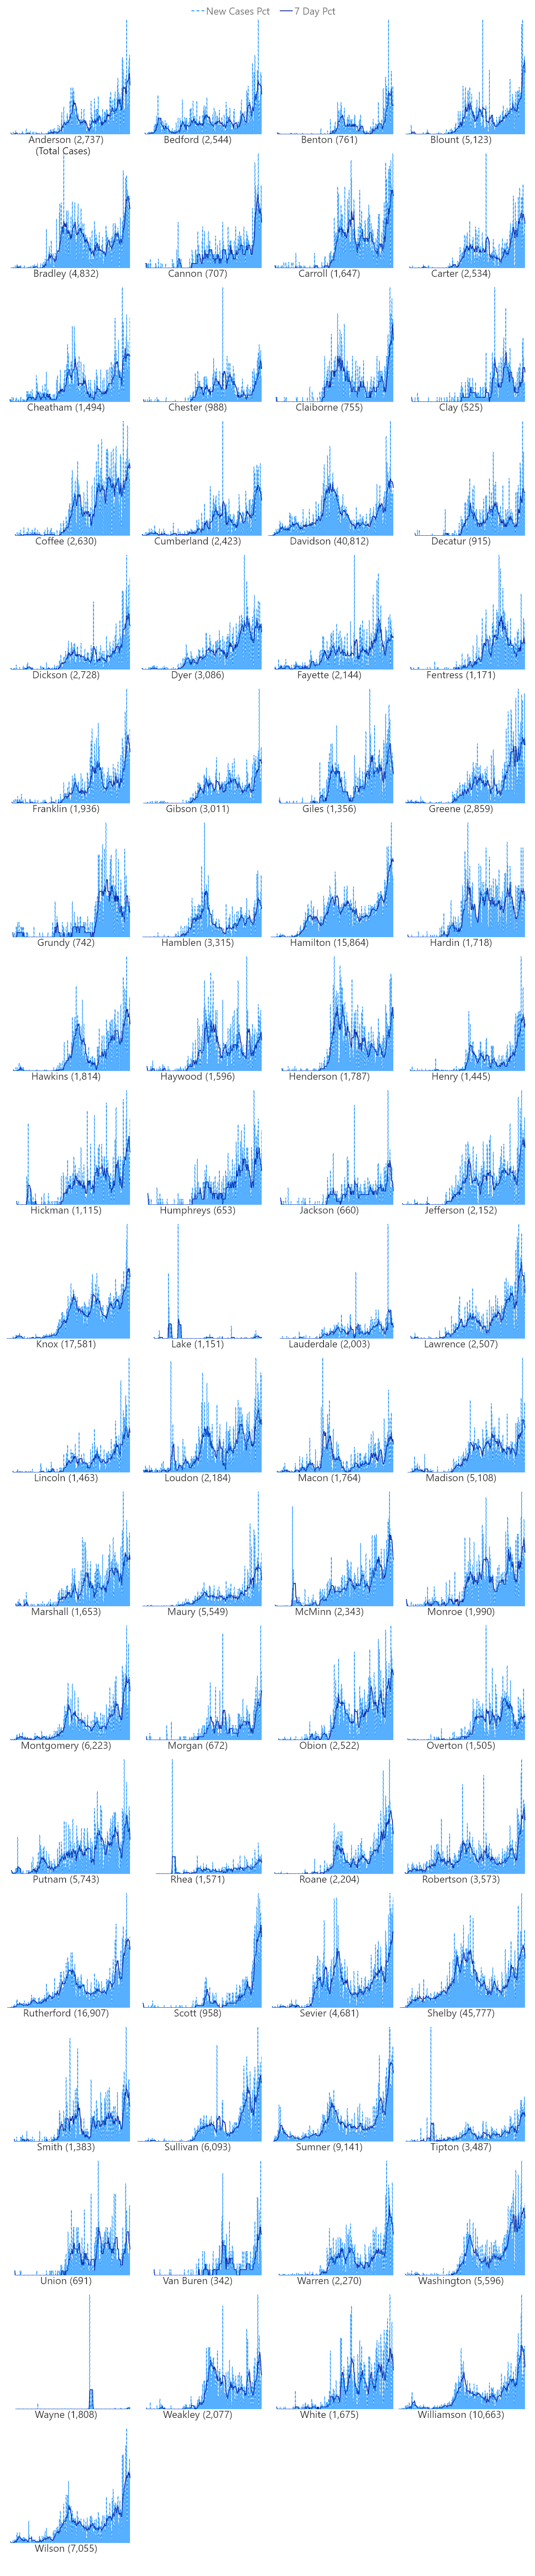 New Cases Pct 7 Day Pct
Anderson (2,737) Bedford (2,544) Benton (761) Blount (5,123)
(Total Cases)
Bradley (4,832) Cannon (707) Carroll (1,647) Carter (2,534)
Cheatham (1,494) Chester (988) Claiborne (755) Clay (525)
Coffee (2,630) Cumberland (2,423) Davidson (40,812) Decatur (915)
Dickson (2,728) Dyer (3,086) Fayette (2,144) Fentress (1,171)
Franklin (1,936) Gibson (3,011) Giles (1,356) Greene (2,859)
Grundy (742) Hamblen (3,315) Hamilton (15,864) Hardin (1,718)
Hawkins (1,814) Haywood (1,596) Henderson (1,787) Henry (1,445)
Hickman (1,115) Humphreys (653) Jackson (660) Jefferson (2,152)
Knox (17,581) Lake (1,151) Lauderdale (2,003) Lawrence (2,507)
Lincoln (1,463) Loudon (2,184) Macon (1,764) Madison (5,108)
Marshall (1,653) Maury (5,549) McMinn (2,343) Monroe (1,990)
Montgomery (6,223) Morgan (672) Obion (2,522) Overton (1,505)
Putnam (5,743) Rhea (1,571) Roane (2,204) Robertson (3,573)
Rutherford (16,907) Scott (958) Sevier (4,681) Shelby (45,777)
Smith (1,383) Sullivan (6,093) Sumner (9,141) Tipton (3,487)
Union (691) Van Buren (342) Warren (2,270) Washington (5,596)
Wayne (1,808) Weakley (2,077) White (1,675) Williamson (10,663)
Wilson (7,055)